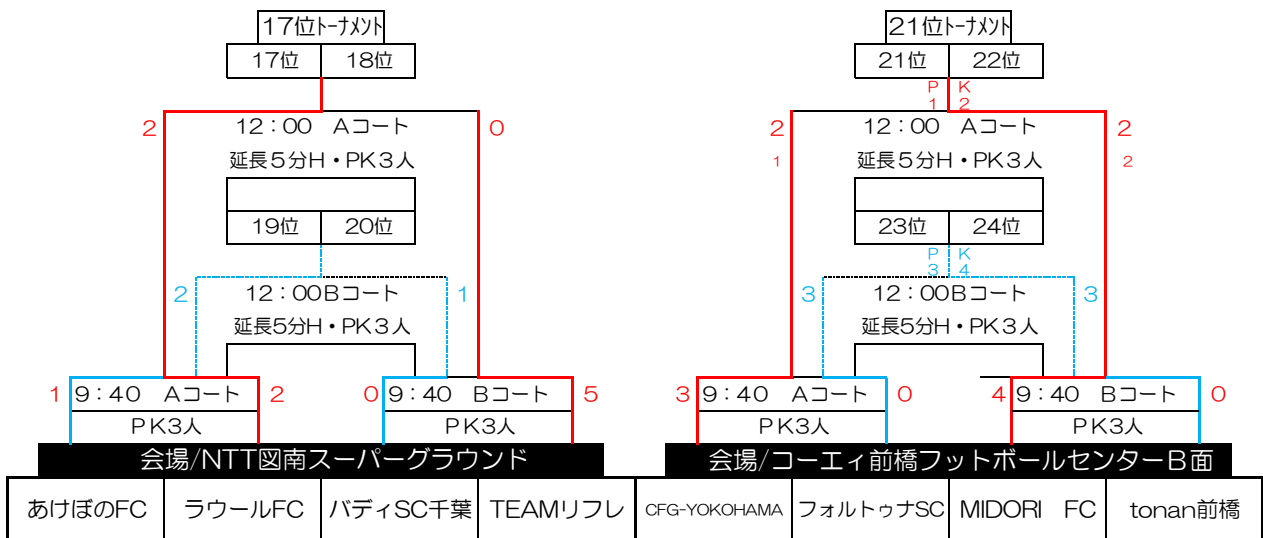 17位トーナメント
17位 18位
2 12：00 Aコート 0
延長５分H・PK３人
19位 20位
2 12：00Bコート 1
延長5分H・PK３人
1 9：40 Aコート 2 0 9：40 Bコート 5
PK3人 PK3人
会場/NTT図南スーパーグラウンド
あけぼのFC ラウールFC バディSC千葉 TEAMリフレ
21位トーナメント
21位 22位
P K
1 2
2 12：00 Aコート 2
1 延長５分H・PK３人 2
23位 24位
P K
3 4
3 12：00Bコート 3
延長5分H・PK３人
3 9：40 Aコート 0 4 9：40 Bコート 0
PK3人 PK3人
会場/コーエィ前橋フットボールセンターB面
CFG-YOKOHAMA フォルトゥナSC MIDORI FC tonan前橋